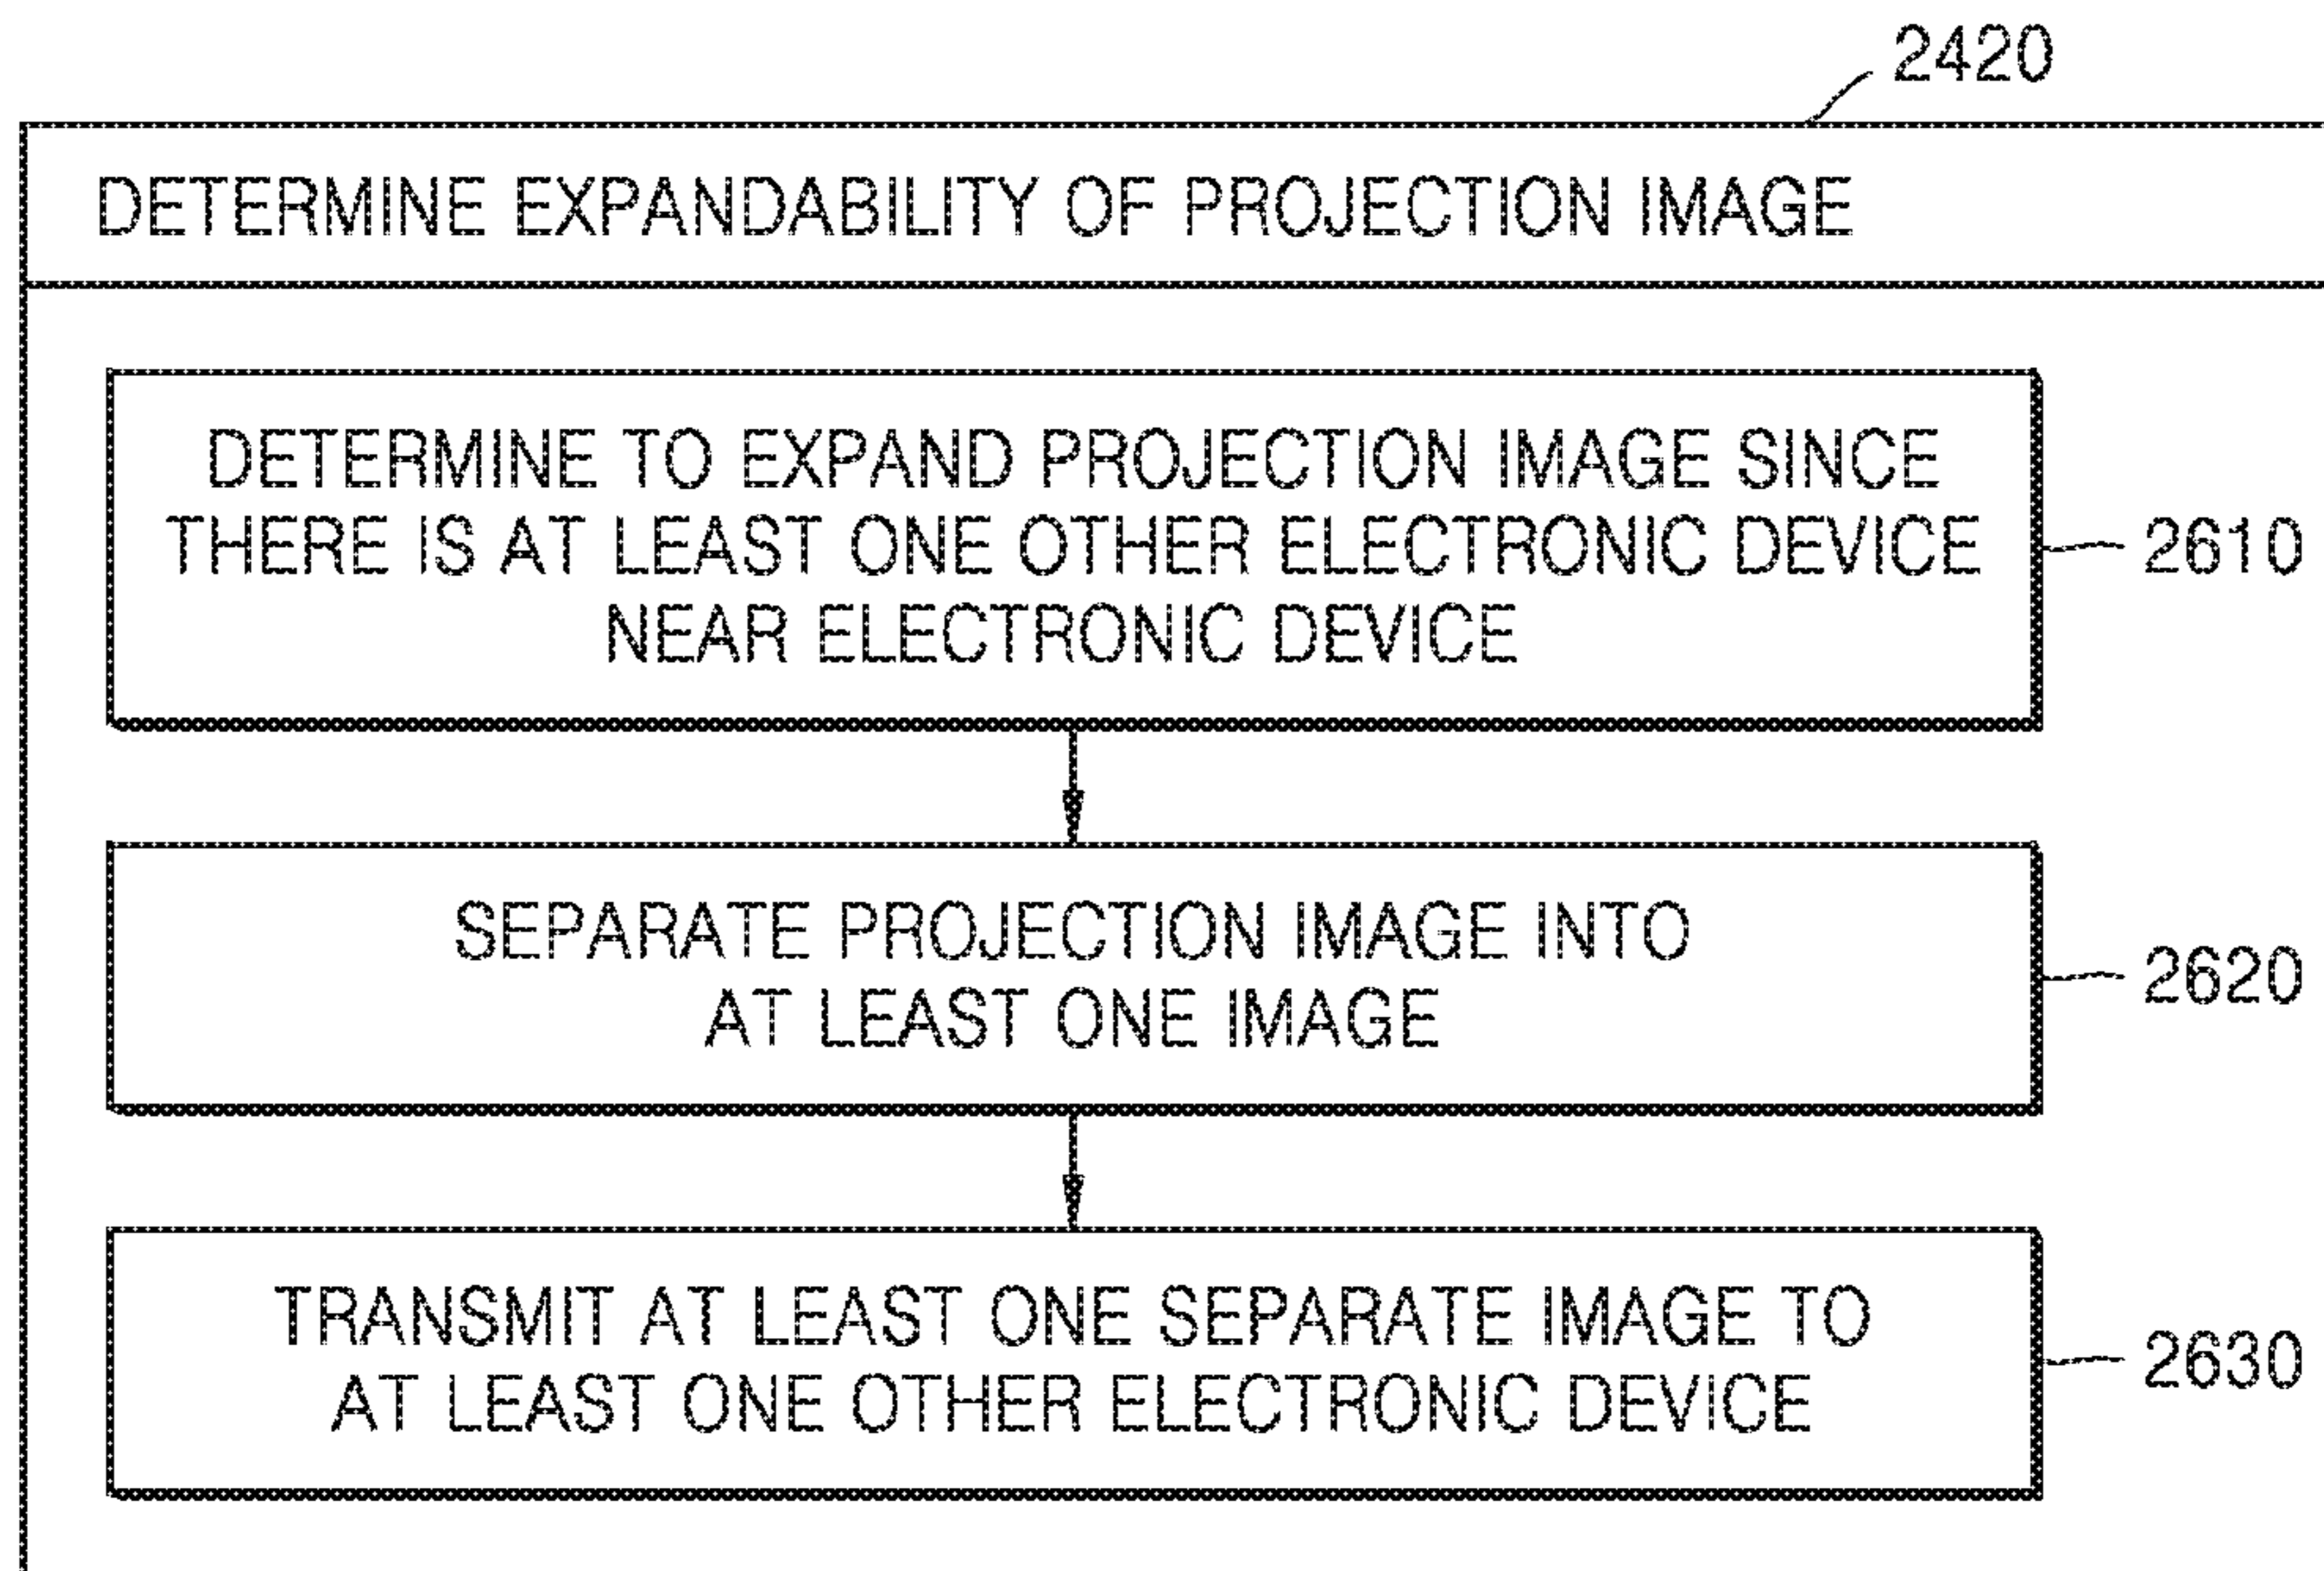 2420
DETERMINE EXPANDABILITY OF PROJECTION IMAGE
DETERMINE TO EXPAND PROJECTION IMAGE SINCE
THERE IS AT LEAST ONE OTHER ELECTRONIC DEVICE
NEAR ELECTRONIC DEVICE
2610
SEPARATE PROJECTION IMAGE INTO
AT LEAST ONE IMAGE
2620
TRANSMIT AT LEAST ONE SEPARATE IMAGE TO
AT LEAST ONE OTHER ELECTRONIC DEVICE
2630